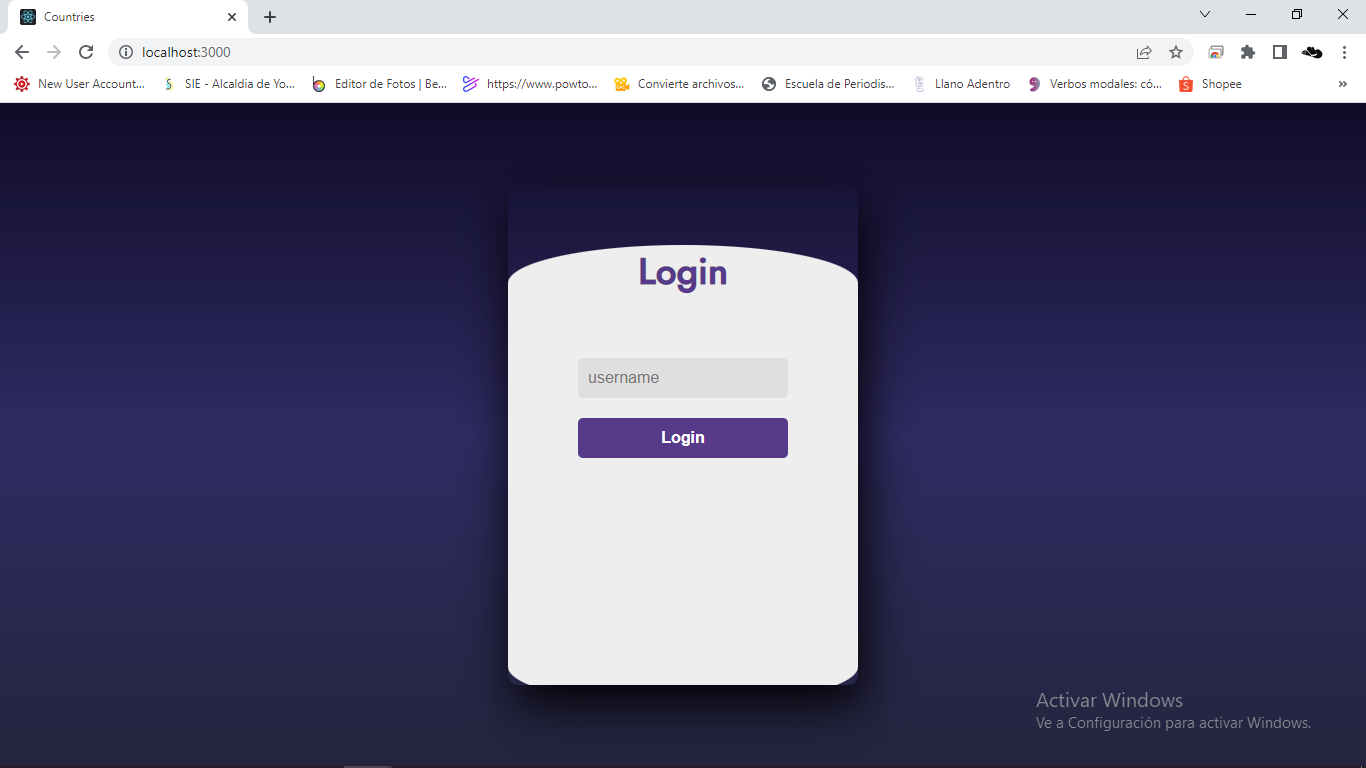 Countries
localhost:3000
New User Account... SIE - Alcaldia de Yo... Editor de Fotos | Be... https://www.powto... Convierte archivos... Escuela de Periodis... Llano Adentro Verbos modales: có... Shopee
Login
username
Login
Activar Windows
Ve a Configuración para activar Windows.